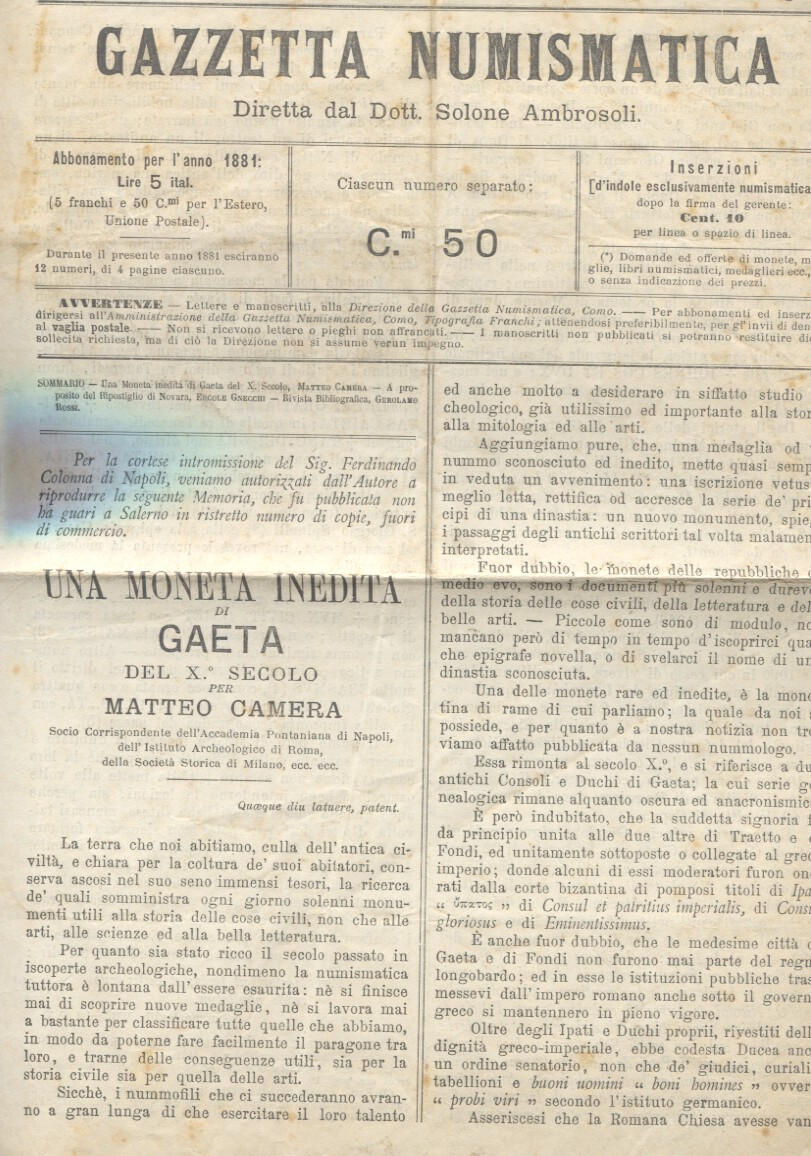 GAZZETTA NUMISMATICA
Diretta dal Dott. Solone Ambrosoli.
Abbonamento per l'anno 1881:
Lire 5 ital.
(5 franchi e 50 C.mi per l'Estero,
Unione Postale).
Durante il presente anno 1881 esciranno
12 numeri, di 4 pagine ciascuno.
Ciascun numero separato:
C.mi 50
Inserzioni
[d'indole esclusivamente numismatica
dopo la firma del gerente:
Cent. 10
per linea o spazio di linea.
(*) Domande ed offerte di monete, m
glie, libri numismatici, medaglieri ecc.,
o senza indicazione dei prezzi.
AVVERTENZE — Lettere e manoscritti, alla Direzione della Gazzetta Numismatica, Como. —— Per abbonamenti ed inserz
dirigersi all'Amministrazione della Gazzetta Numismatica, Como, Tipografia Franchi; attenendosi preferibilmente, per gl'invii di den
al vaglia postale. —— Non si ricevono lettere o pieghi non affrancati. —— I manoscritti non pubblicati si potranno restituire die
sollecita richiesta, ma di ciò la Direzione non si assume verun impegno.
SOMMARIO — Una Moneta inedita di Gaeta del X. Secolo, MATTEO CAMERA — A pro-
posito del Ripostiglio di Novara, ERCOLE GNECCHI — Rivista Bibliografica, GEROLAMO
ROSSI.
Per la cortese intromissione del Sig. Ferdinando
Colonna di Napoli, veniamo autorizzati dall'Autore a
riprodurre la seguente Memoria, che fu pubblicata non
ha guari a Salerno in ristretto numero di copie, fuori
di commercio.
UNA MONETA INEDITA
DI
GAETA
DEL X.° SECOLO
PER
MATTEO CAMERA
Socio Corrispondente dell'Accademia Pontaniana di Napoli,
dell'Istituto Archeologico di Roma,
della Società Storica di Milano, ecc. ecc.
Quæque diu latuere, patent.
La terra che noi abitiamo, culla dell'antica ci-
viltà, e chiara per la coltura de' suoi abitatori, con-
serva ascosi nel suo seno immensi tesori, la ricerca
de' quali somministra ogni giorno solenni monu-
menti utili alla storia delle cose civili, non che alle
arti, alle scienze ed alla bella letteratura.
Per quanto sia stato ricco il secolo passato in
iscoperte archeologiche, nondimeno la numismatica
tuttora è lontana dall'essere esaurita: nè si finisce
mai di scoprire nuove medaglie, nè si lavora mai
a bastante per classificare tutte quelle che abbiamo,
in modo da poterne fare facilmente il paragone tra
loro, e trarne delle conseguenze utili, sia per la
storia civile sia per quella delle arti.
Sicchè, i nummofili che ci succederanno avran-
no a gran lunga di che esercitare il loro talento
ed anche molto a desiderare in siffatto studio
cheologico, già utilissimo ed importante alla stor
alla mitologia ed alle arti.
Aggiungiamo pure, che, una medaglia od
nummo sconosciuto ed inedito, mette quasi semp
in veduta un avvenimento: una iscrizione vetus
meglio letta, rettifica od accresce la serie de' pri
cipi di una dinastia: un nuovo monumento, spie
i passaggi degli antichi scrittori tal volta malamen
interpretati.
Fuor dubbio, le monete delle repubbliche
medio evo, sono i documenti più solenni e durev
della storia delle cose civili, della letteratura e del
belle arti. — Piccole come sono di modulo, no
mancano però di tempo in tempo d'iscoprirci qua
che epigrafe novella, o di svelarci il nome di un
dinastia sconosciuta.
Una delle monete rare ed inedite, è la mone
tina di rame di cui parliamo; la quale da noi s
possiede, e per quanto è a nostra notizia non tro
viamo affatto pubblicata da nessun nummologo.
Essa rimonta al secolo X.°, e si riferisce a du
antichi Consoli e Duchi di Gaeta; la cui serie ge
nealogica rimane alquanto oscura ed anacronismic
È però indubitato, che la suddetta signoria f
da principio unita alle due altre di Traetto e
Fondi, ed unitamente sottoposte o collegate al grec
imperio; donde alcuni di essi moderatori furon ono
rati dalla corte bizantina di pomposi titoli di Ipa
“ ὕπατος „ di Consul et patritius imperialis, di Cons
gloriosus e di Eminentissimus.
È anche fuor dubbio, che le medesime città
Gaeta e di Fondi non furono mai parte del regn
longobardo; ed in esse le istituzioni pubbliche tras
messevi dall'impero romano anche sotto il govern
greco si mantennero in pieno vigore.
Oltre degli Ipati e Duchi proprii, rivestiti dell
dignità greco-imperiale, ebbe codesta Ducea anc
un ordine senatorio, non che de' giudici, curiali
tabellioni e buoni uomini “ boni homines „ ovver
“ probi viri „ secondo l'istituto germanico.
Asseriscesi che la Romana Chiesa avesse van